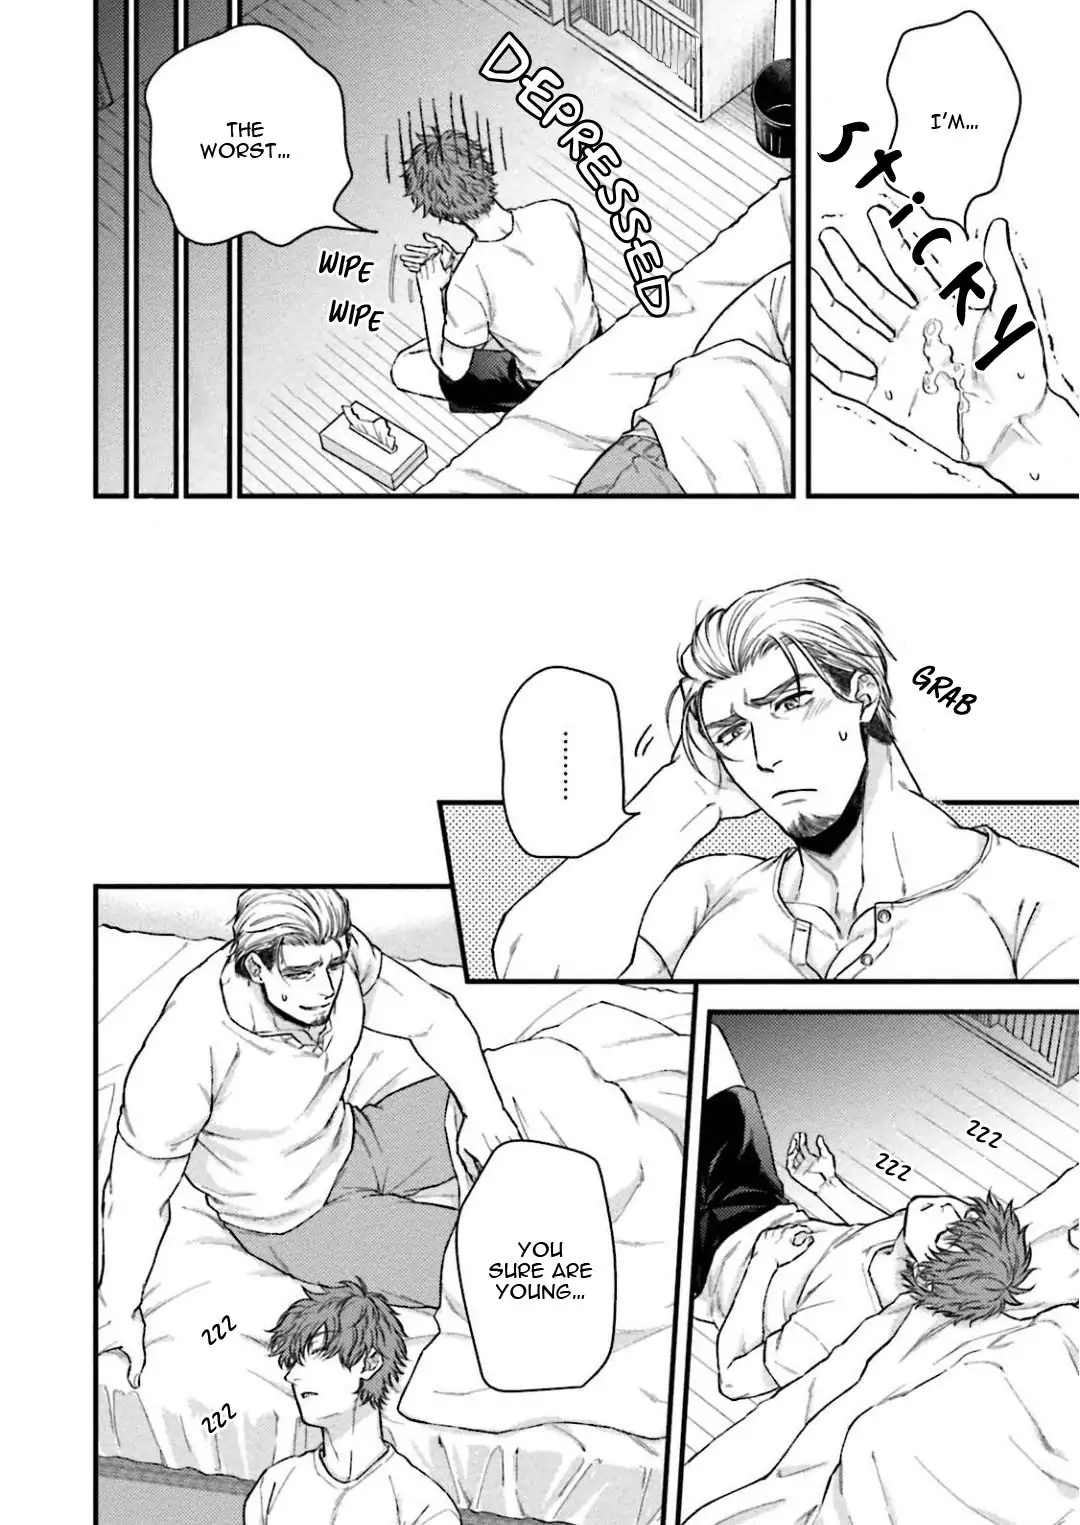 I'M...
sticky
DEPRESSED
THE
WORST...
WIPE
WIPE
GRAB
.........
zzz
zzz
YOU
SURE ARE
YOUNG...
zzz
zzz